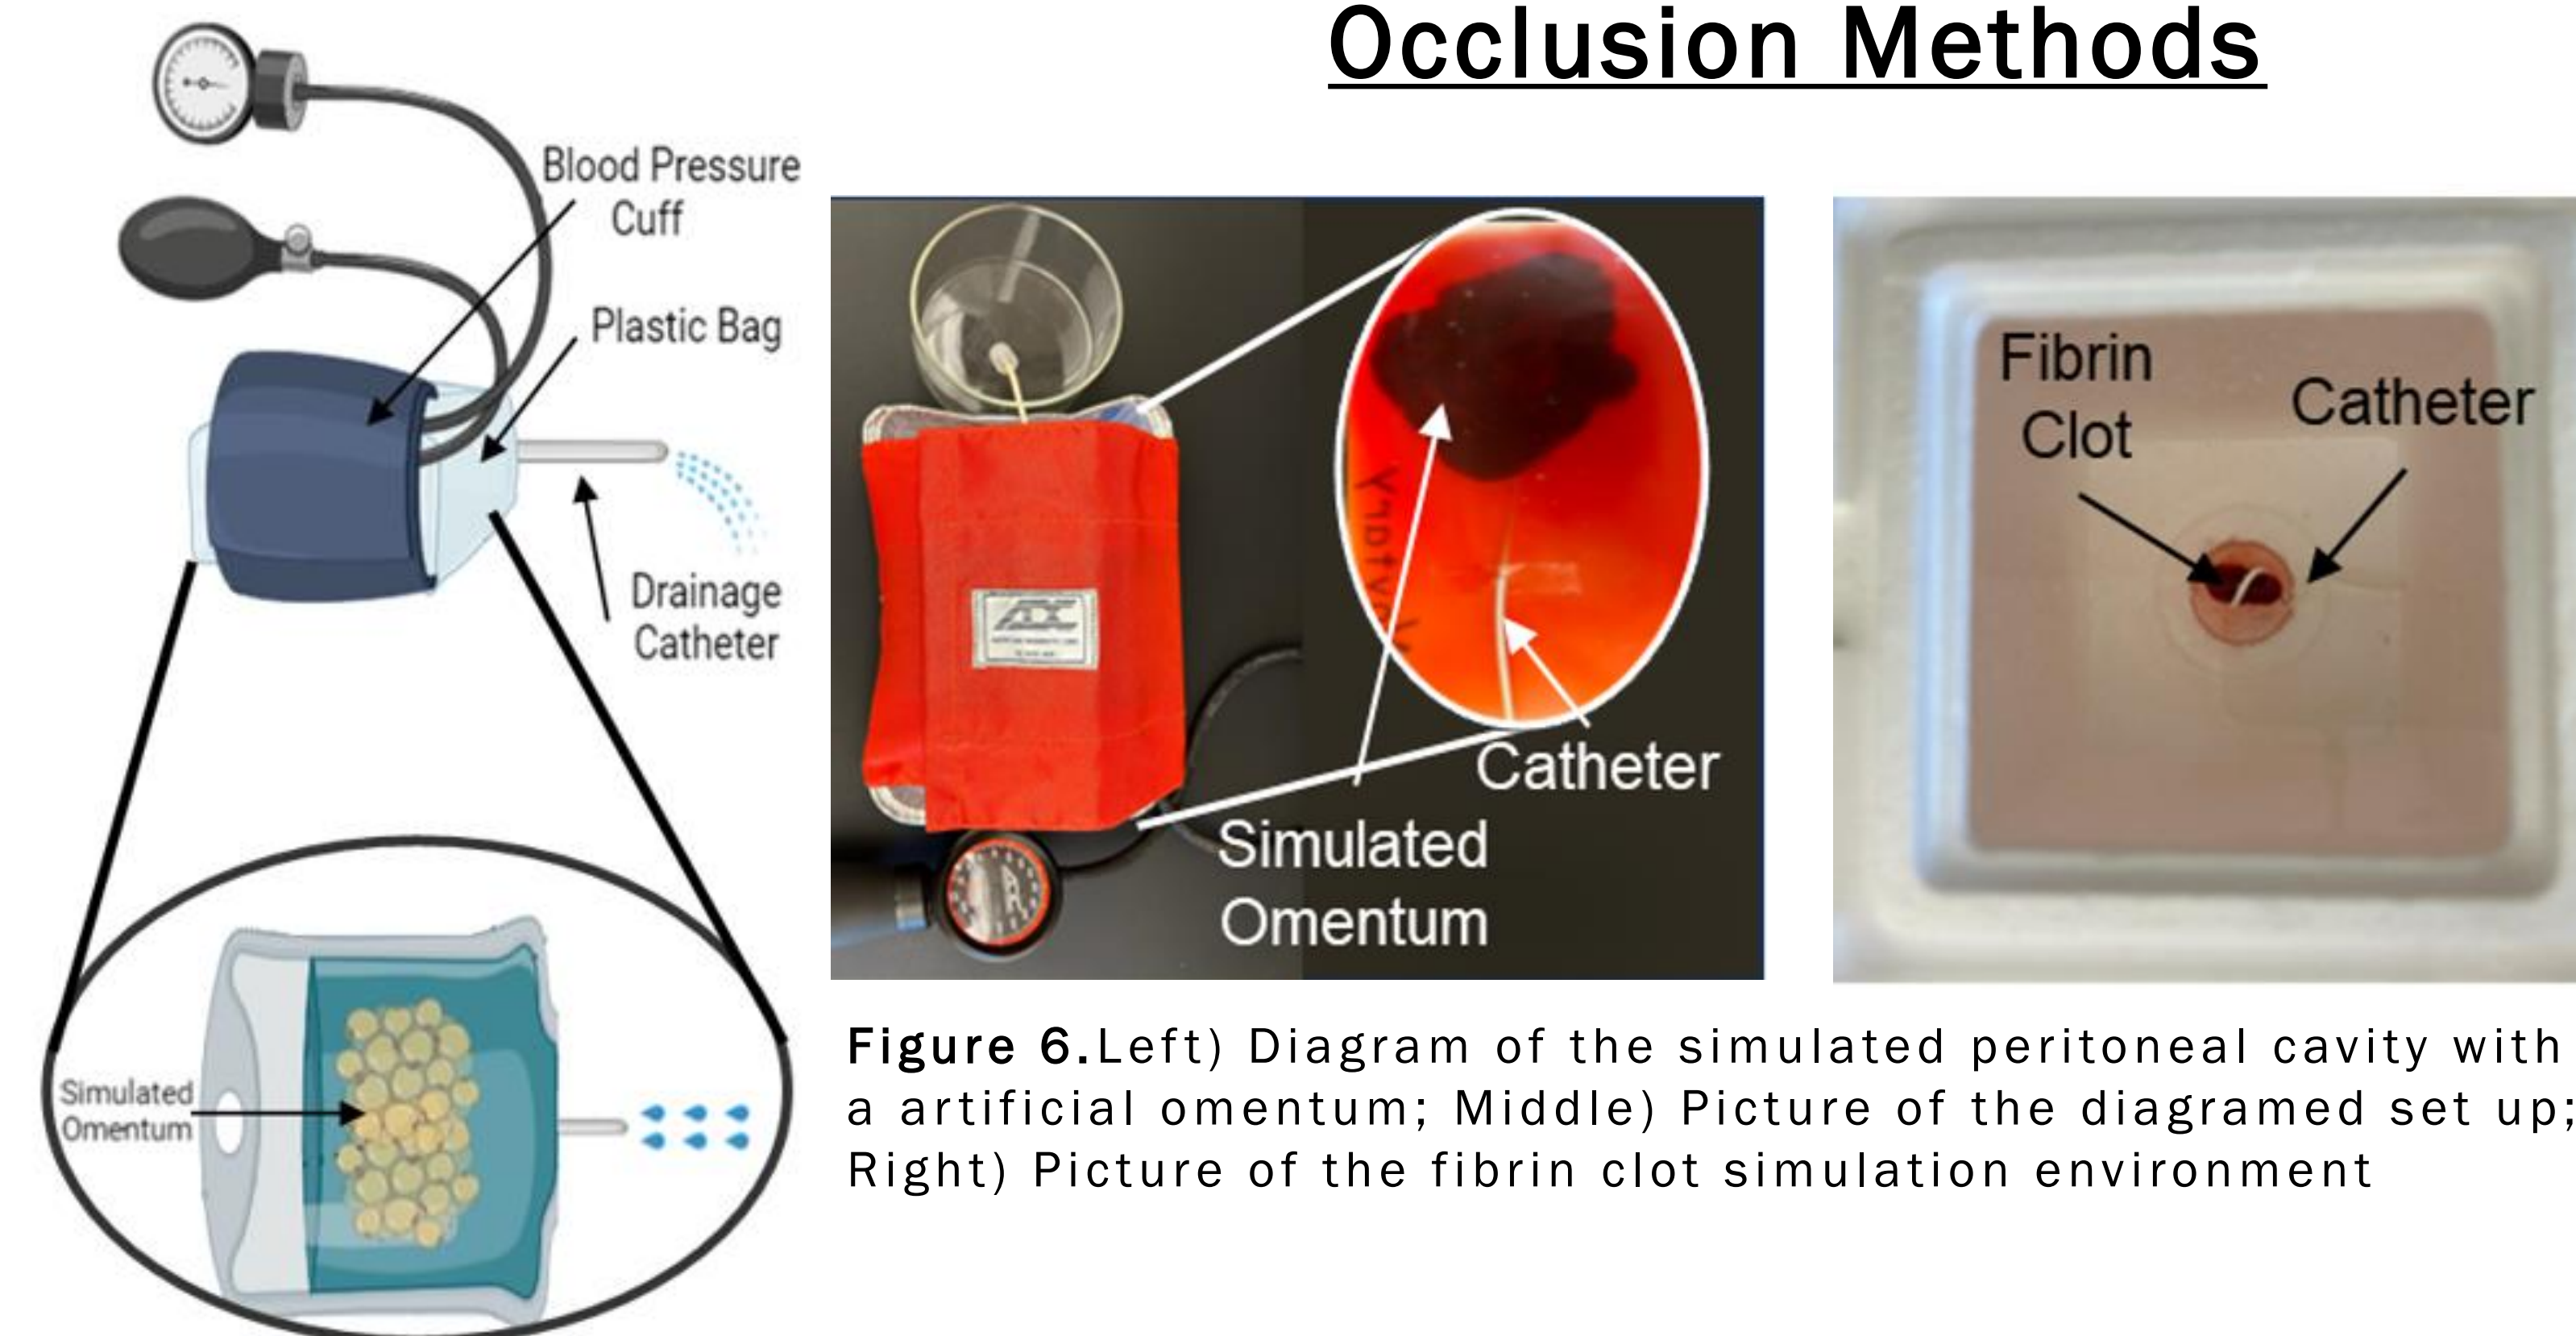 Occlusion Methods
Blood Pressure
Cuff
Plastic Bag
Drainage
Catheter
Simulated
Omentum
Catheter
Simulated
Omentum
Fibrin
Clot
Catheter
Figure 6.Left) Diagram of the simulated peritoneal cavity with
a artificial omentum; Middle) Picture of the diagramed set up;
Right) Picture of the fibrin clot simulation environment